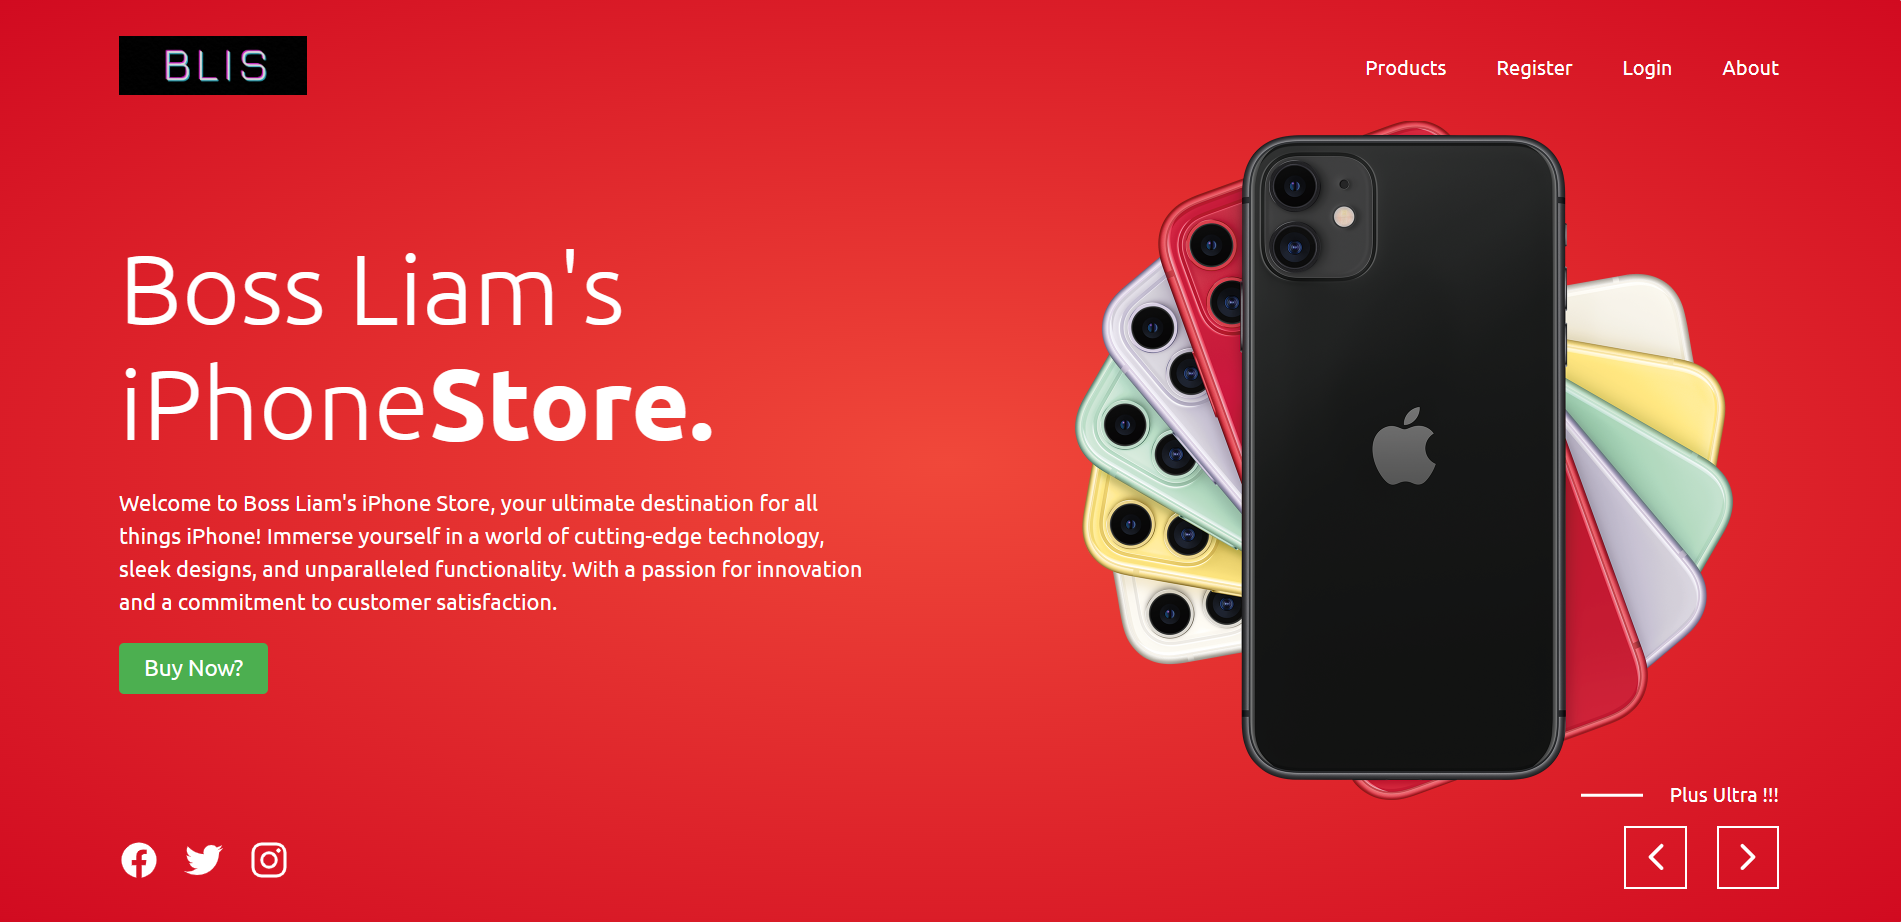 BLIS
Products Register Login About
Boss Liam's
iPhoneStore.
Welcome to Boss Liam's iPhone Store, your ultimate destination for all
things iPhone! Immerse yourself in a world of cutting-edge technology,
sleek designs, and unparalleled functionality. With a passion for innovation
and a commitment to customer satisfaction.
Buy Now?
Plus Ultra !!!